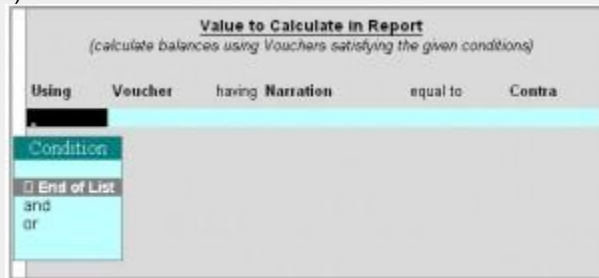 Value to Calculate in Report
(calculate balances using Vouchers satisfying the given conditions)
Using Voucher having Narration equal to Contra
Condition
End of List
and
or